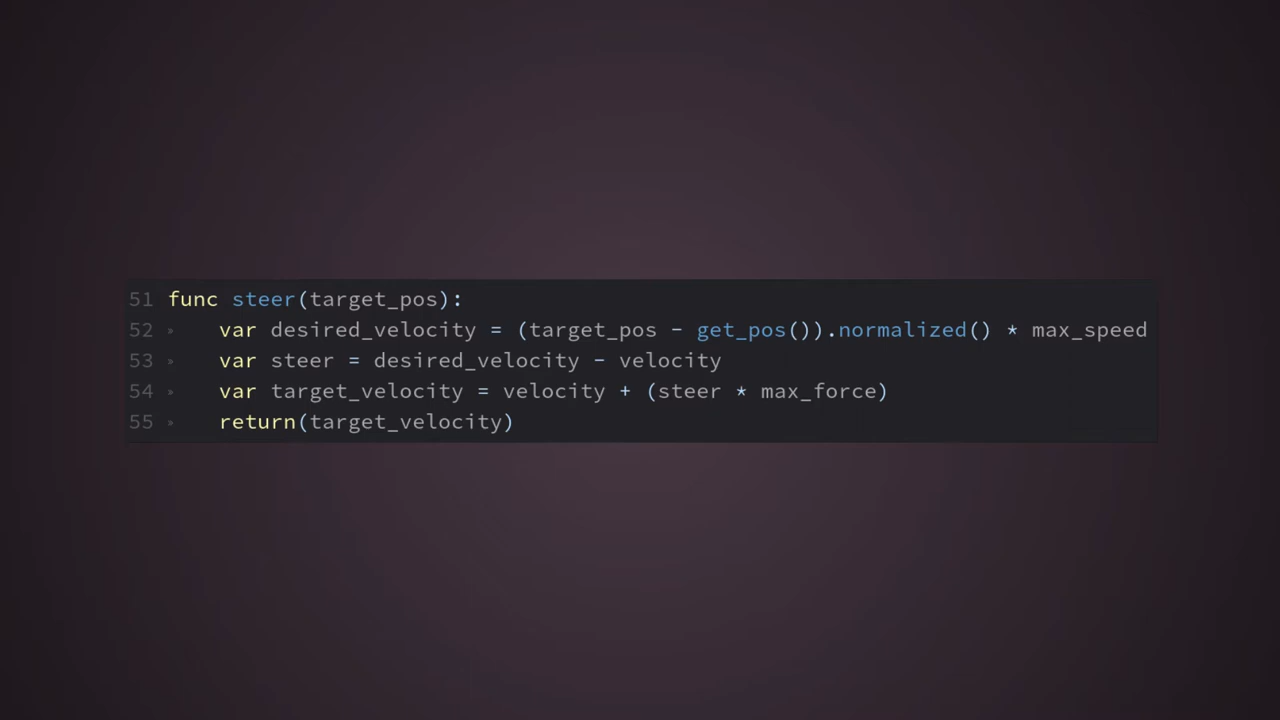 51 func steer(target_pos):
52 var desired_velocity = (target_pos - get_pos()).normalized() * max_speed
53 var steer = desired_velocity - velocity
54 var target_velocity = velocity + (steer * max_force)
55 return(target_velocity)